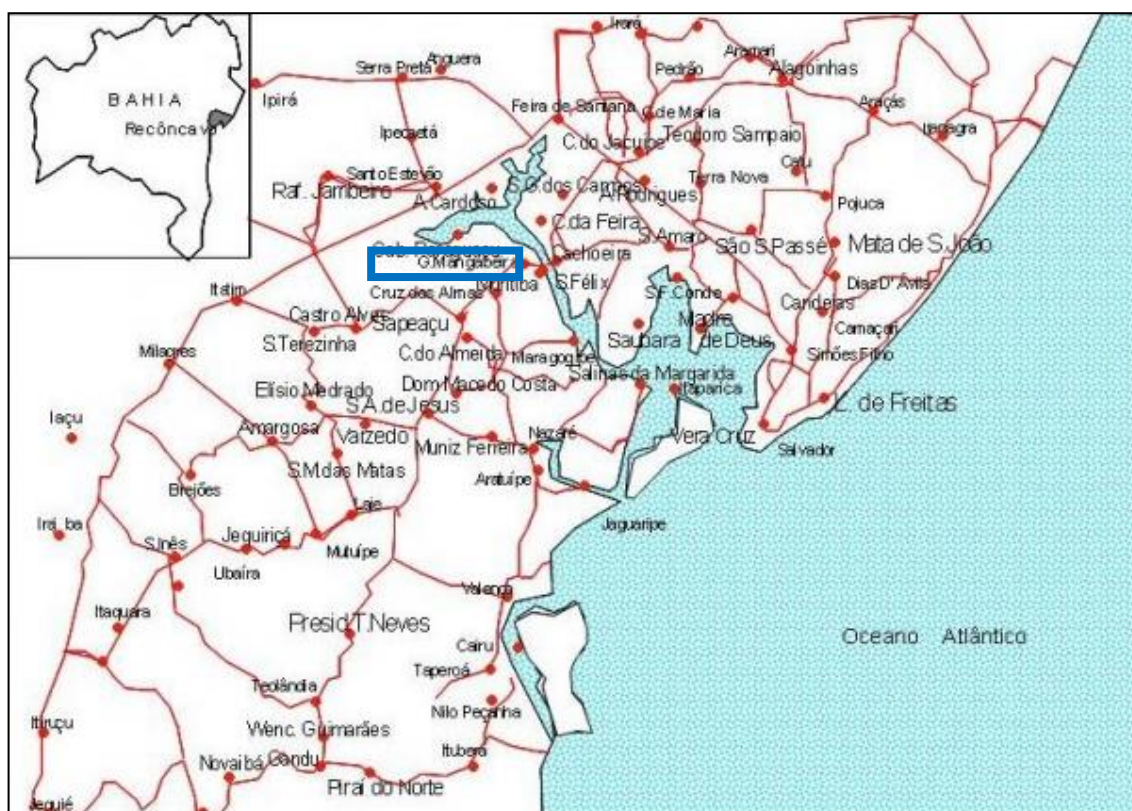 BAHIA
Recôncavo
Irará
Aramari
Anguera
Serra Preta
Pedrão
Alagoinhas
Ipirá
Feira de Santana
C.de Maria
Araçás
Ipecaetá
Teodoro Sampaio
Itanagra
C.do Jacuípe
Catu
Santo Estevão
Terra Nova
Raf. Jambeiro
S.G.dos Campos
A.Rodrigues
A.Cardoso
Pojuca
C.da Feira
S.Amaro
São S.Passé
Mata de S.João
Cachoeira
G.Mangabeir
Muritiba
S.Félix
Dias D'Ávila
Itatim
Cruz das Almas
S.F.Conde
Candeias
Castro Alves
Sapeaçu
Madre
Camaçari
S.Terezinha
Saubara
de Deus
Milagres
C.do Almeida
Maragogipe
Simões Filho
Salinas da Margarida
Elísio Medrado
Dom Macedo Costa
Itaparica
L. de Freitas
Iaçu
S.A.de Jesus
Amargosa
Varzedo
Muniz Ferreira
Nazaré
Vera Cruz
Salvador
S.M.das Matas
Aratuípe
Brejões
Laje
Jaguaripe
Jequiriçá
Mutuípe
S.Inês
Ubaíra
Valença
Itaquara
Presid.T.Neves
Oceano Atlântico
Cairu
Taperoá
Teolândia
Nilo Peçanha
Itiruçu
Wenc. Guimarães
Ituberá
Novaibá
Gandu
Piraí do Norte
Jequié